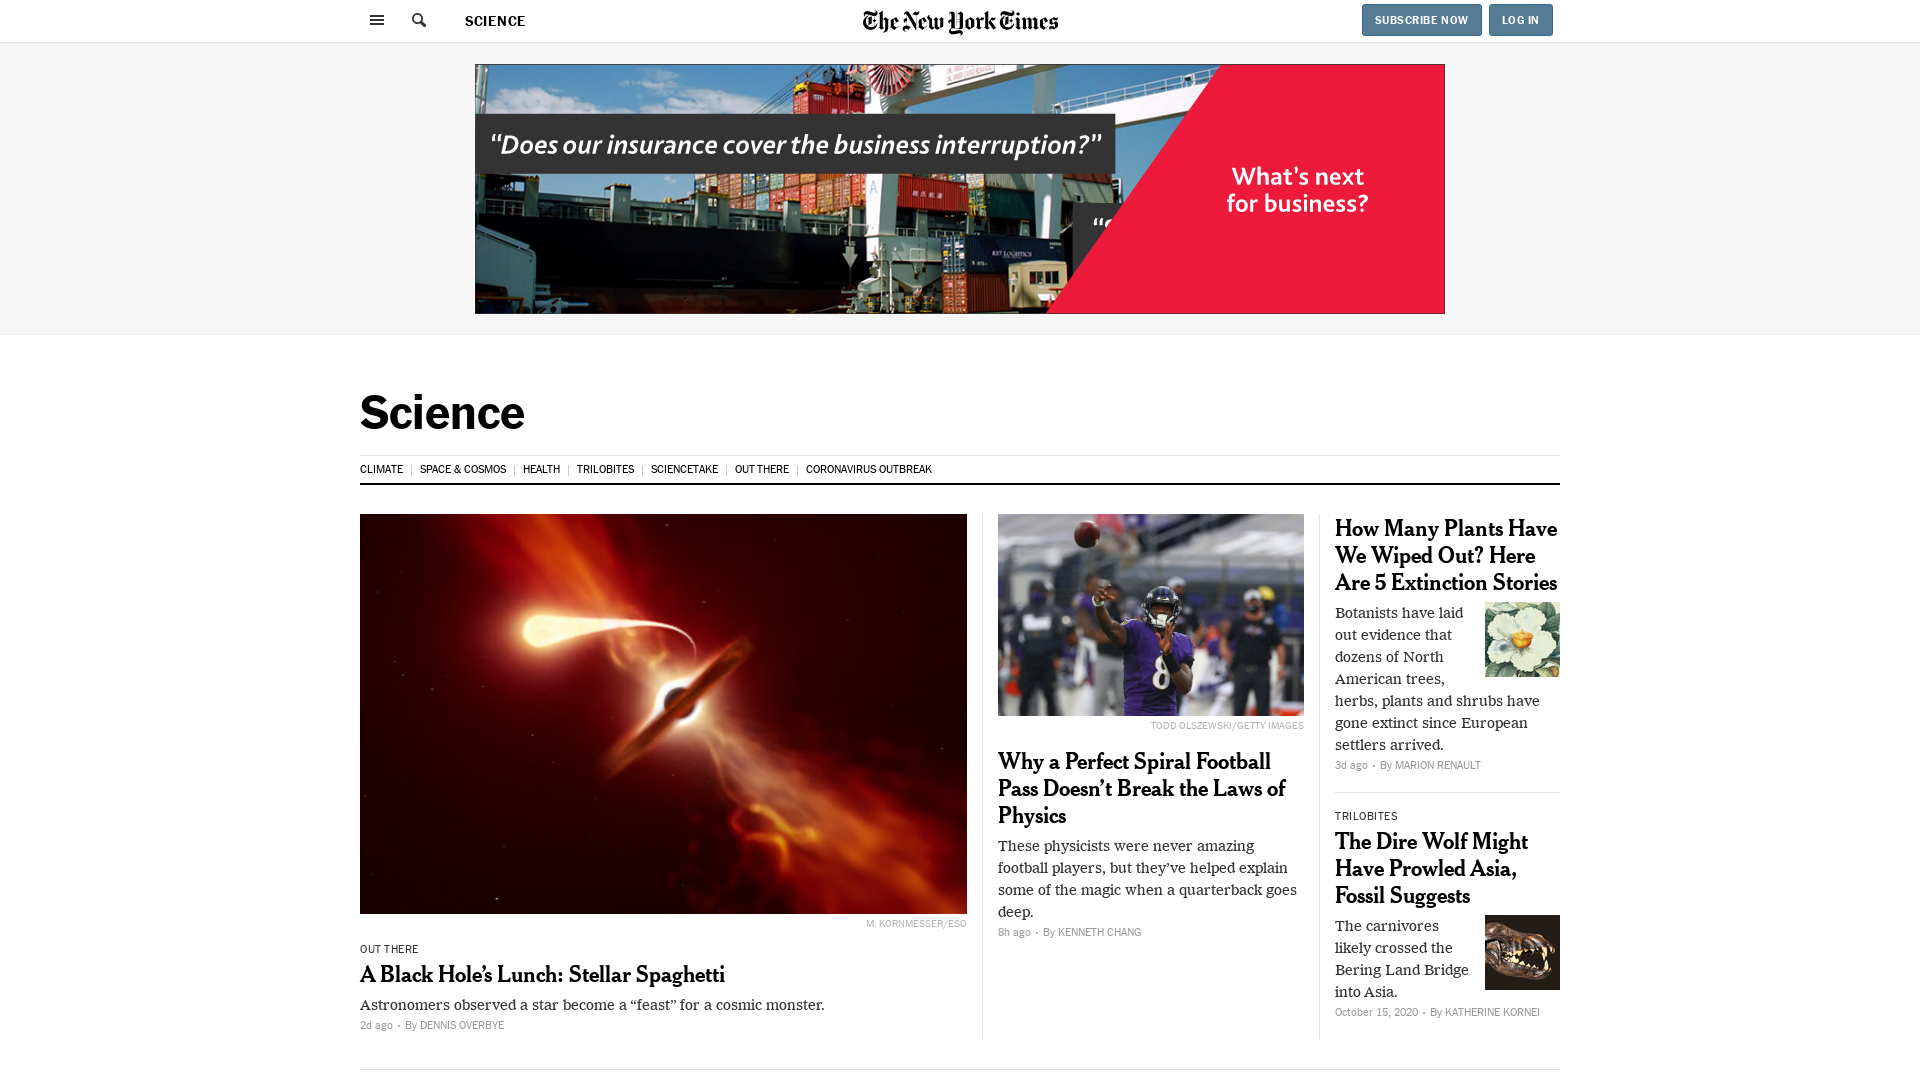 SCIENCE
The New York Times
SUBSCRIBE NOW
LOG IN
“Does our insurance cover the business interruption?”
What’s next
for business?
Science
CLIMATE
SPACE & COSMOS
HEALTH
TRILOBITES
SCIENCETAKE
OUT THERE
CORONAVIRUS OUTBREAK
M. KORNMESSER/ESO
OUT THERE
A Black Hole’s Lunch: Stellar Spaghetti
Astronomers observed a star become a “feast” for a cosmic monster.
2d ago • By DENNIS OVERBYE
8
TODD OLSZEWSKI/GETTY IMAGES
Why a Perfect Spiral Football
Pass Doesn’t Break the Laws of
Physics
These physicists were never amazing
football players, but they’ve helped explain
some of the magic when a quarterback goes
deep.
8h ago • By KENNETH CHANG
How Many Plants Have
We Wiped Out? Here
Are 5 Extinction Stories
Botanists have laid
out evidence that
dozens of North
American trees,
herbs, plants and shrubs have
gone extinct since European
settlers arrived.
3d ago • By MARION RENAULT
TRILOBITES
The Dire Wolf Might
Have Prowled Asia,
Fossil Suggests
The carnivores
likely crossed the
Bering Land Bridge
into Asia.
October 15, 2020 • By KATHERINE KORNEI